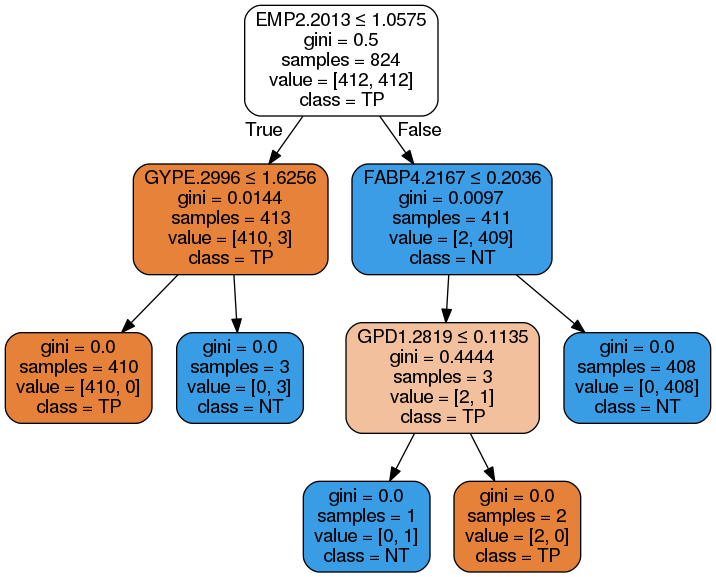 EMP2.2013 ≤ 1.0575
gini = 0.5
samples = 824
value = [412, 412]
class = TP
True
False
GYPE.2996 ≤ 1.6256
gini = 0.0144
samples = 413
value = [410, 3]
class = TP
FABP4.2167 ≤ 0.2036
gini = 0.0097
samples = 411
value = [2, 409]
class = NT
gini = 0.0
samples = 410
value = [410, 0]
class = TP
gini = 0.0
samples = 3
value = [0, 3]
class = NT
GPD1.2819 ≤ 0.1135
gini = 0.4444
samples = 3
value = [2, 1]
class = TP
gini = 0.0
samples = 408
value = [0, 408]
class = NT
gini = 0.0
samples = 1
value = [0, 1]
class = NT
gini = 0.0
samples = 2
value = [2, 0]
class = TP